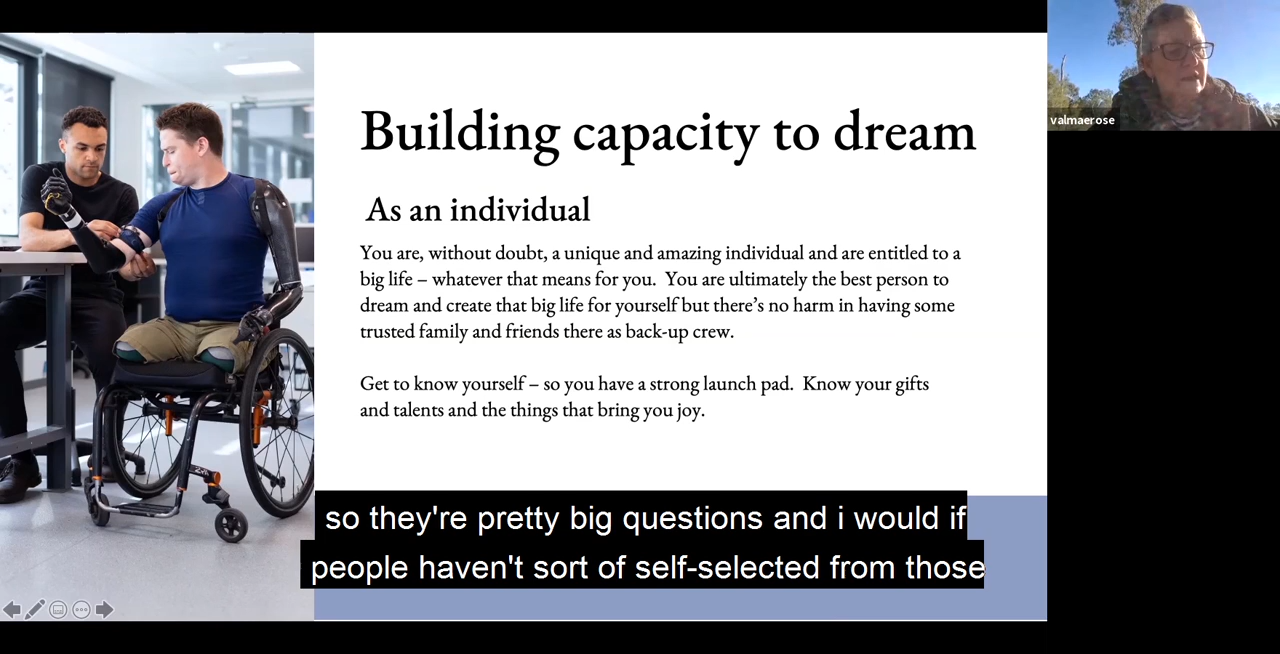 Building capacity to dream
As an individual
You are, without doubt, a unique and amazing individual and are entitled to a
big life – whatever that means for you.  You are ultimately the best person to
dream and create that big life for yourself but there’s no harm in having some
trusted family and friends there as back-up crew.
Get to know yourself – so you have a strong launch pad.  Know your gifts
and talents and the things that bring you joy.
so they're pretty big questions and i would if
people haven't sort of self-selected from those
valmaerose